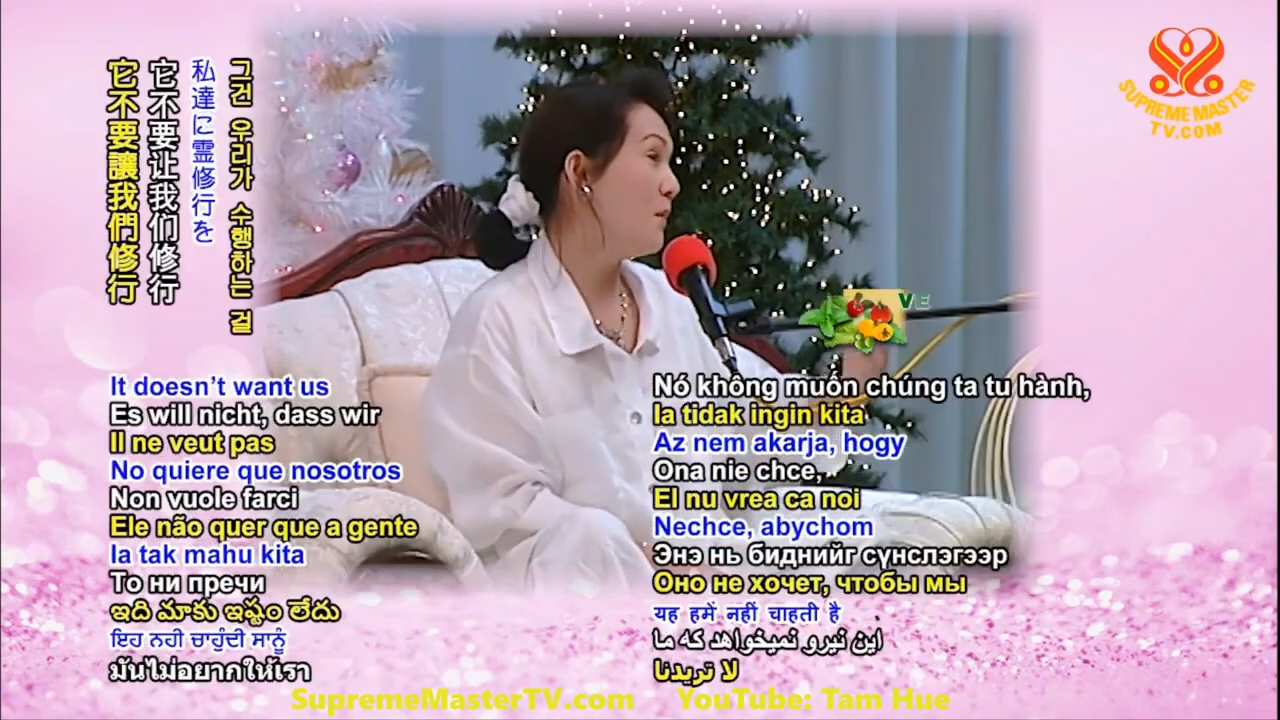 그건 우리가 수행하는 걸
私達に霊修行を
它不要让我们修行
它不要讓我們修行
SUPREME MASTER
TV.COM
VE
It doesn’t want us
Es will nicht, dass wir
Il ne veut pas
No quiere que nosotros
Non vuole farci
Ele não quer que a gente
Ia tak mahu kita
То ни пречи
ఇది మాకు ఇష్టం లేదు
ਇਹ ਨਹੀ ਚਾਹੁੰਦੀ ਸਾਨੂੰ
มันไม่อยากให้เรา
Nó không muốn chúng ta tu hành,
Ia tidak ingin kita
Az nem akarja, hogy
Ona nie chce,
El nu vrea ca noi
Nechce, abychom
Энэ нь биднийг сүнслэгээр
Оно не хочет, чтобы мы
यह हमें नहीं चाहती है
این نیرو نمیخواهد که ما
لا تريدنا
SupremeMasterTV.com YouTube: Tam Hue